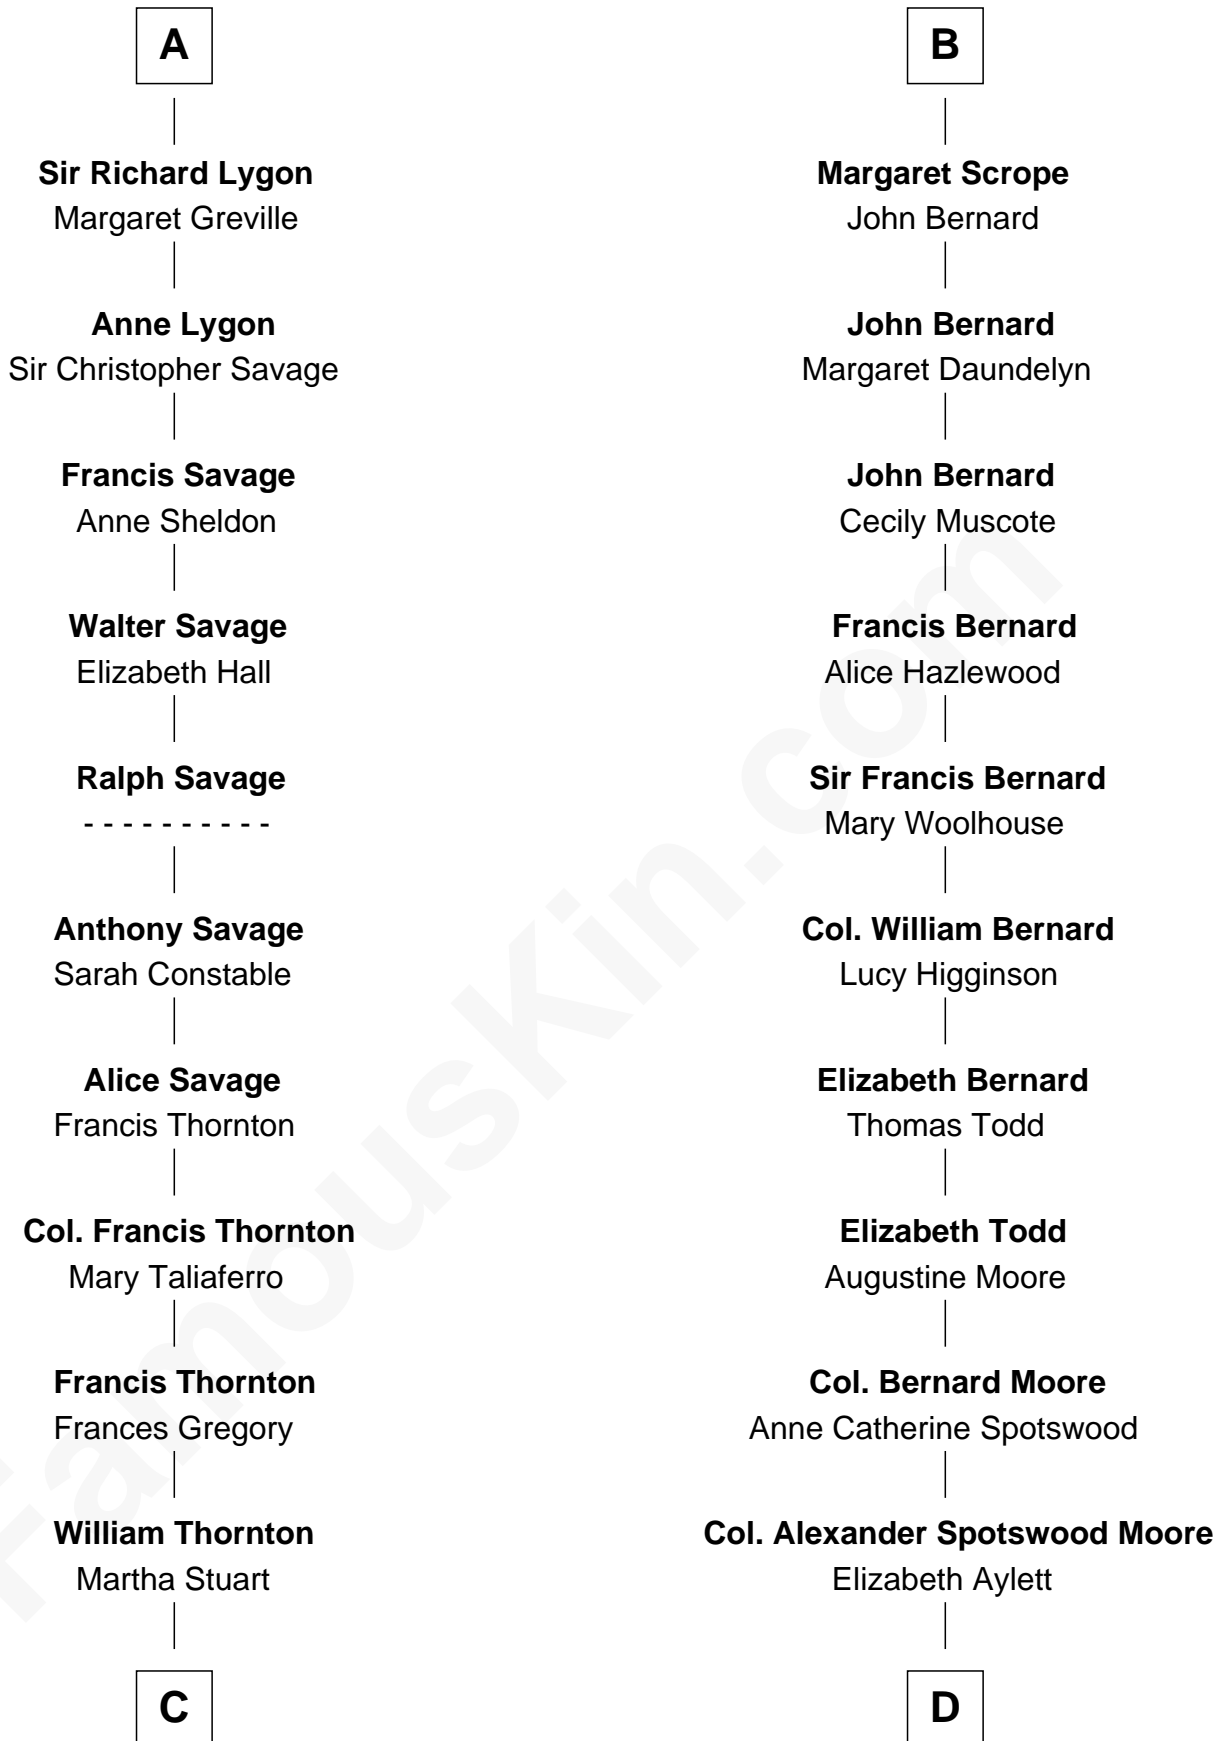 A
Sir Richard Lygon
Margaret Greville
Anne Lygon
Sir Christopher Savage
Francis Savage
Anne Sheldon
Walter Savage
Elizabeth Hall
Ralph Savage
- - - - - - - - - -
Anthony Savage
Sarah Constable
Alice Savage
Francis Thornton
Col. Francis Thornton
Mary Taliaferro
Francis Thornton
Frances Gregory
William Thornton
Martha Stuart
C
B
Margaret Scrope
John Bernard
John Bernard
Margaret Daundelyn
John Bernard
Cecily Muscote
Francis Bernard
Alice Hazlewood
Sir Francis Bernard
Mary Woolhouse
Col. William Bernard
Lucy Higginson
Elizabeth Bernard
Thomas Todd
Elizabeth Todd
Augustine Moore
Col. Bernard Moore
Anne Catherine Spotswood
Col. Alexander Spotswood Moore
Elizabeth Aylett
D
FamousKin.com